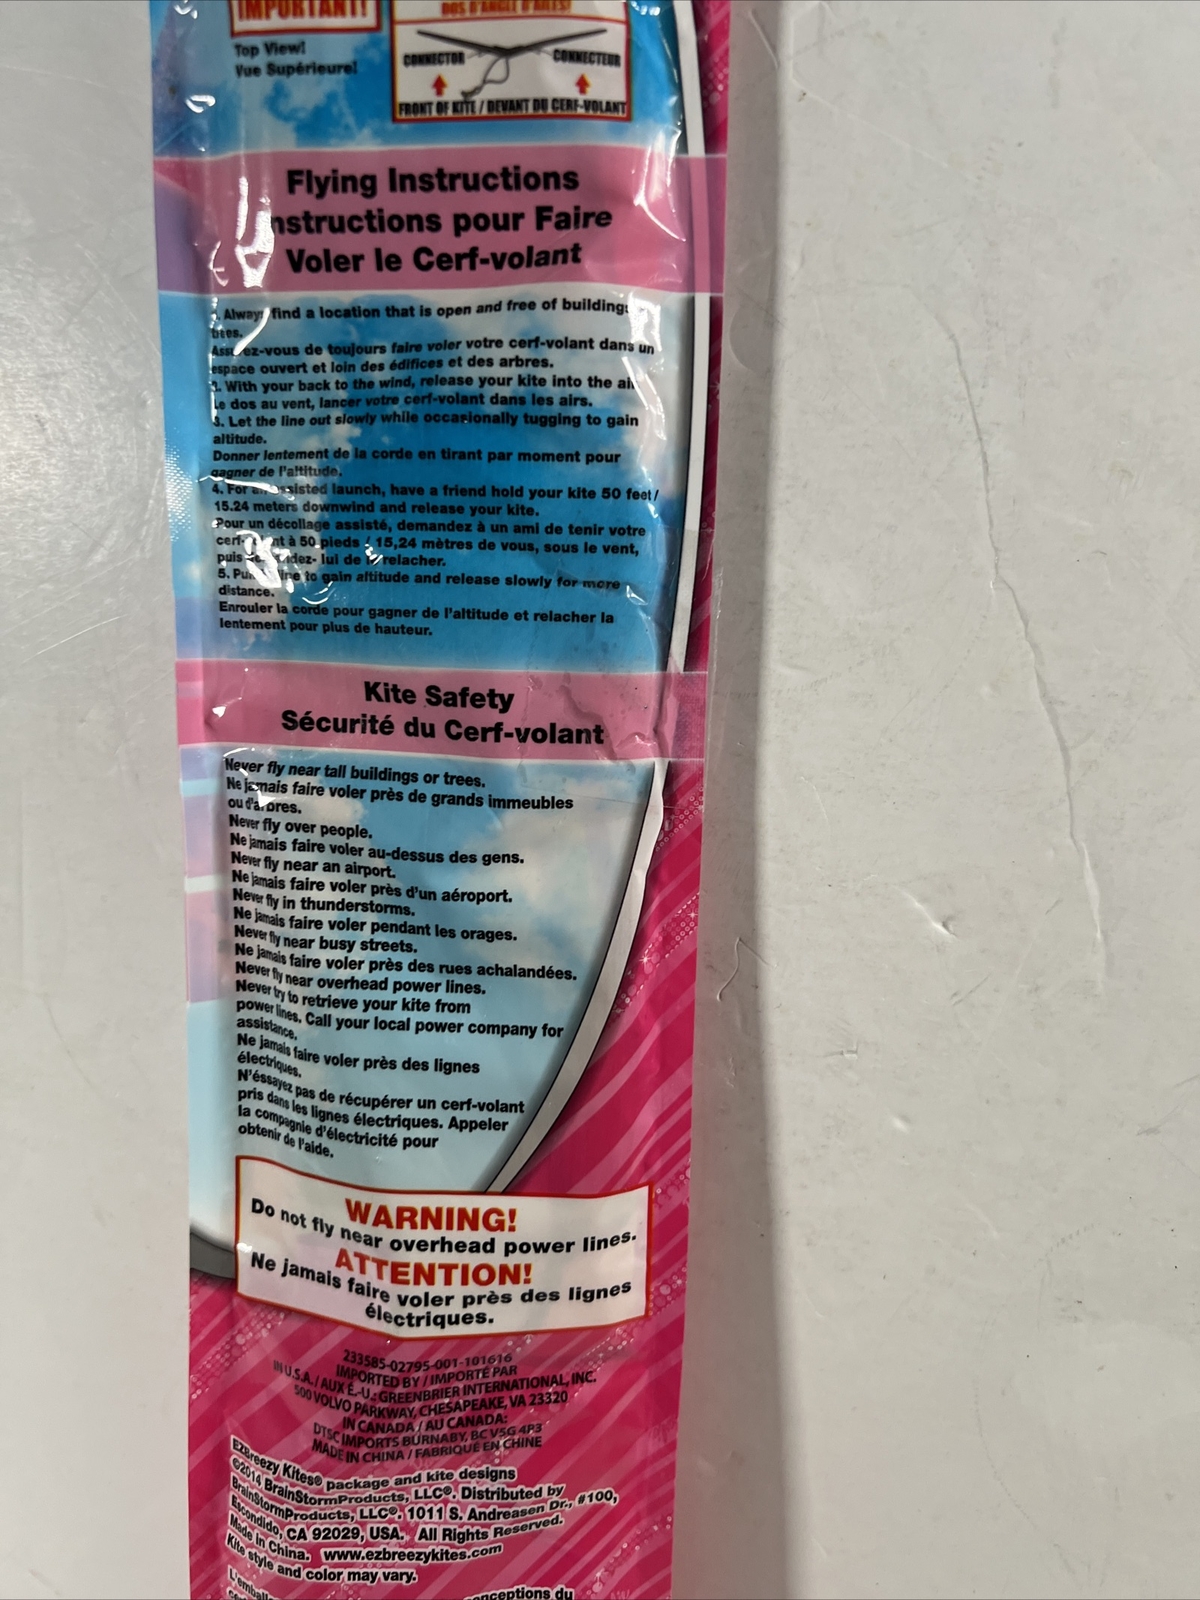 IMPORTANT!
DOS D'ANGLE D'AILES!
Top View!
Vue Supérieure!
CONNECTOR
CONNECTEUR
FRONT OF KITE / DEVANT DU CERF-VOLANT
Flying Instructions
nstructions pour Faire
Voler le Cerf-volant
1. Always find a location that is open and free of building
trees.
Assurez-vous de toujours faire voler votre cerf-volant dans un
espace ouvert et loin des édifices et des arbres.
2. With your back to the wind, release your kite into the ai
Le dos au vent, lancer votre cerf-volant dans les airs.
3. Let the line out slowly while occasionally tugging to gain
altitude.
Donner lentement de la corde en tirant par moment pour
gagner de l'altitude.
4. For an assisted launch, have a friend hold your kite 50 feet /
15.24 meters downwind and release your kite.
Pour un décollage assisté, demandez à un ami de tenir votre
cerf-volant à 50 pieds / 15,24 mètres de vous, sous le vent,
puis lui de relacher.
5. line to gain altitude and release slowly for more
distance.
Enrouler la corde pour gagner de l'altitude et relacher la
lentement pour plus de hauteur.
Kite Safety
Sécurité du Cerf-volant
Never fly near tall buildings or trees.
Ne jamais faire voler près de grands immeubles
ou d'arbres.
Never fly over people.
Ne jamais faire voler au-dessus des gens.
Never fly near an airport.
Ne jamais faire voler près d'un aéroport.
Never fly in thunderstorms.
Ne jamais faire voler pendant les orages.
Never fly near busy streets.
Ne jamais faire voler près des rues achalandées.
Never fly near overhead power lines.
Never try to retrieve your kite from
power lines. Call your local power company for
assistance.
Ne jamais faire voler près des lignes
électriques.
N'éssayez pas de récupérer un cerf-volant
pris dans les lignes électriques. Appeler
la compagnie d'électricité pour
obtenir de l'aide.
WARNING!
Do not fly near overhead power lines.
ATTENTION!
Ne jamais faire voler près des lignes
électriques.
233585-02795-001-101616
IMPORTED BY / IMPORTÉ PAR
IN U.S.A. / AUX É.-U.: GREENBRIER INTERNATIONAL, INC.
500 VOLVO PARKWAY, CHESAPEAKE, VA 23320
IN CANADA / AU CANADA:
DTSC IMPORTS BURNABY, BC V5G 4P3
MADE IN CHINA / FABRIQUÉ EN CHINE
EzBreezy Kites® package and kite designs
©2014 BrainStormProducts, LLC®. Distributed by
BrainStormProducts, LLC®. 1011 S. Andreasen Dr., #100,
Escondido, CA 92029, USA. All Rights Reserved.
Made in China. www.ezbreezykites.com
Kite style and color may vary.
L'emball
nceptions du